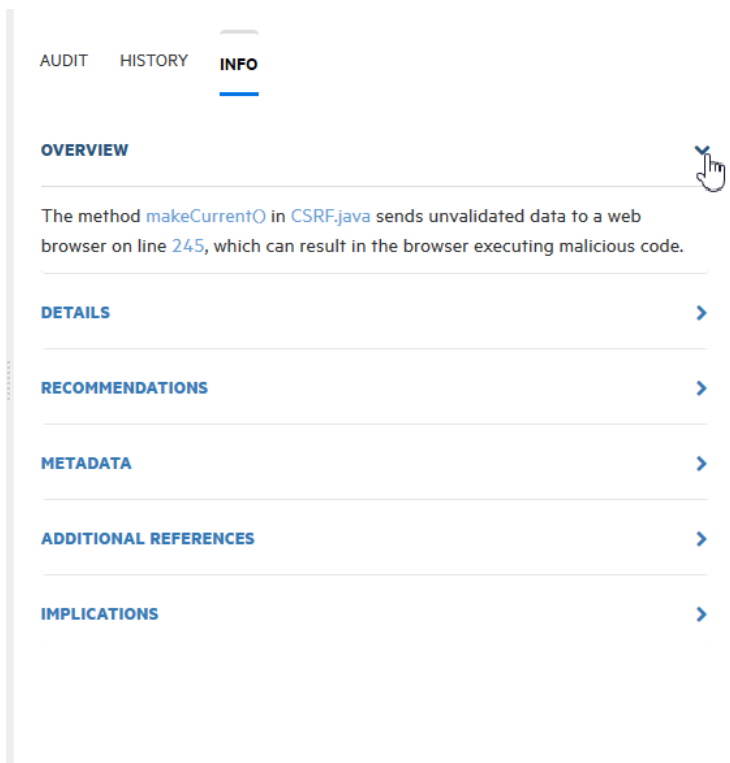 AUDIT HISTORY INFO
OVERVIEW
The method makeCurrent() in CSRF.java sends unvalidated data to a web
browser on line 245, which can result in the browser executing malicious code.
DETAILS
RECOMMENDATIONS
METADATA
ADDITIONAL REFERENCES
IMPLICATIONS